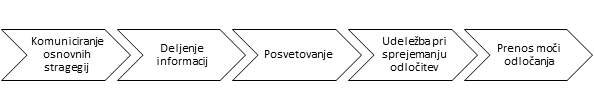 Komuniciranje
osnovnih
stragegij
Deljenje
informacij
Posvetovanje
Udeležba pri
sprejemanju
odločitev
Prenos moči
odločanja